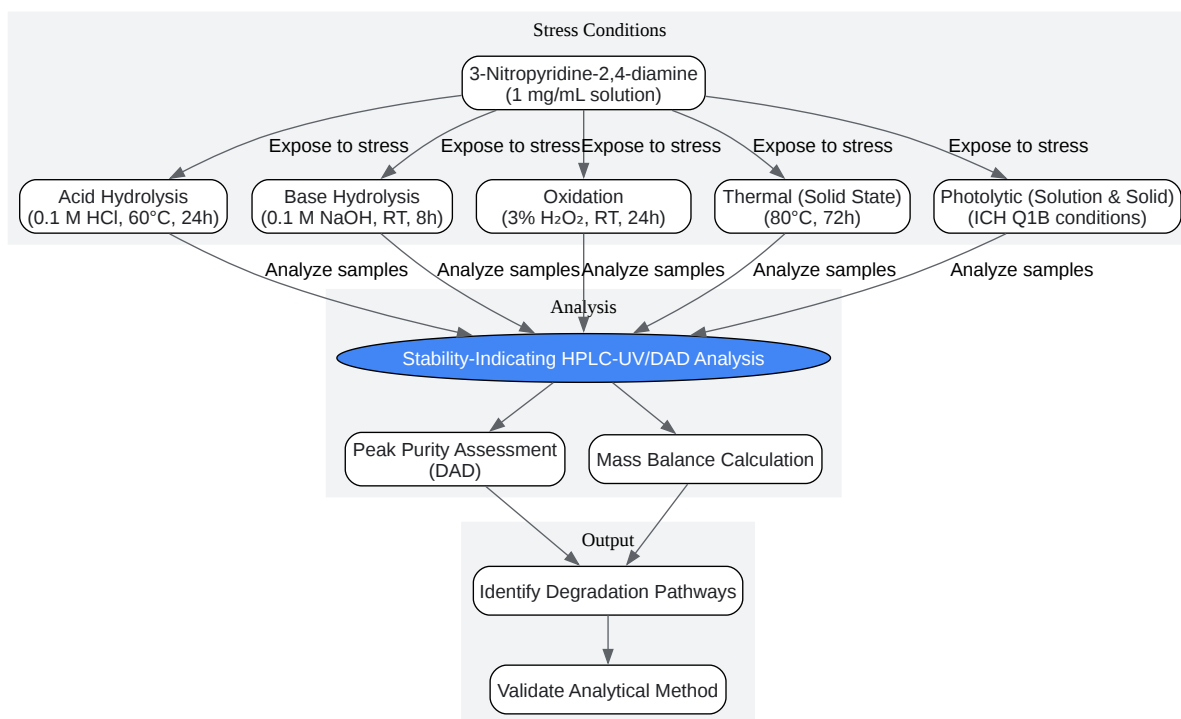 Stress Conditions
3-Nitropyridine-2,4-diamine
(1 mg/mL solution)
Expose to stress
Expose to stress
Expose to stress
Expose to stress
Expose to stress
Acid Hydrolysis
(0.1 M HCl, 60°C, 24h)
Base Hydrolysis
(0.1 M NaOH, RT, 8h)
Oxidation
(3% H₂O₂, RT, 24h)
Thermal (Solid State)
(80°C, 72h)
Photolytic (Solution & Solid)
(ICH Q1B conditions)
Analyze samples
Analyze samples
Analyze samples
Analyze samples
Analyze samples
Analysis
Stability-Indicating HPLC-UV/DAD Analysis
Peak Purity Assessment
(DAD)
Mass Balance Calculation
Output
Identify Degradation Pathways
Validate Analytical Method